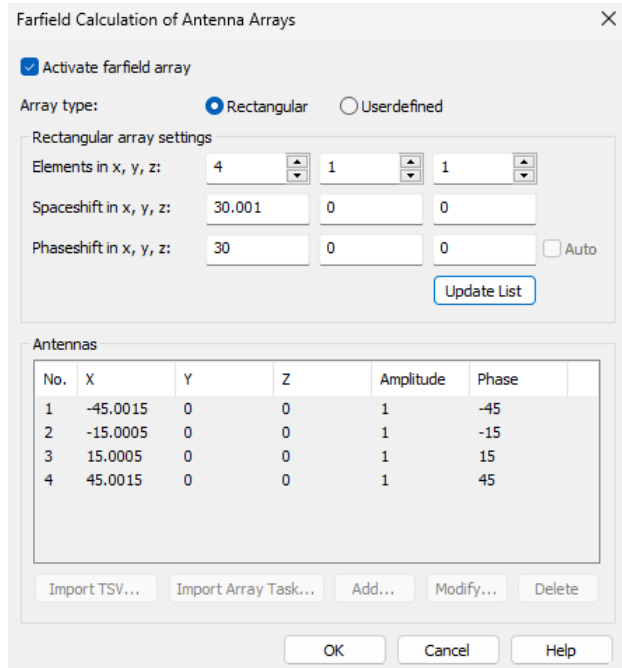 Farfield Calculation of Antenna Arrays
Activate farfield array
Array type: Rectangular Userdefined
Rectangular array settings
Elements in x, y, z: 4 1 1
Spaceshift in x, y, z: 30.001 0 0
Phaseshift in x, y, z: 30 0 0 Auto
Update List
Antennas
No. X Y Z Amplitude Phase
1 -45.0015 0 0 1 -45
2 -15.0005 0 0 1 -15
3 15.0005 0 0 1 15
4 45.0015 0 0 1 45
Import TSV... Import Array Task... Add... Modify... Delete
OK Cancel Help